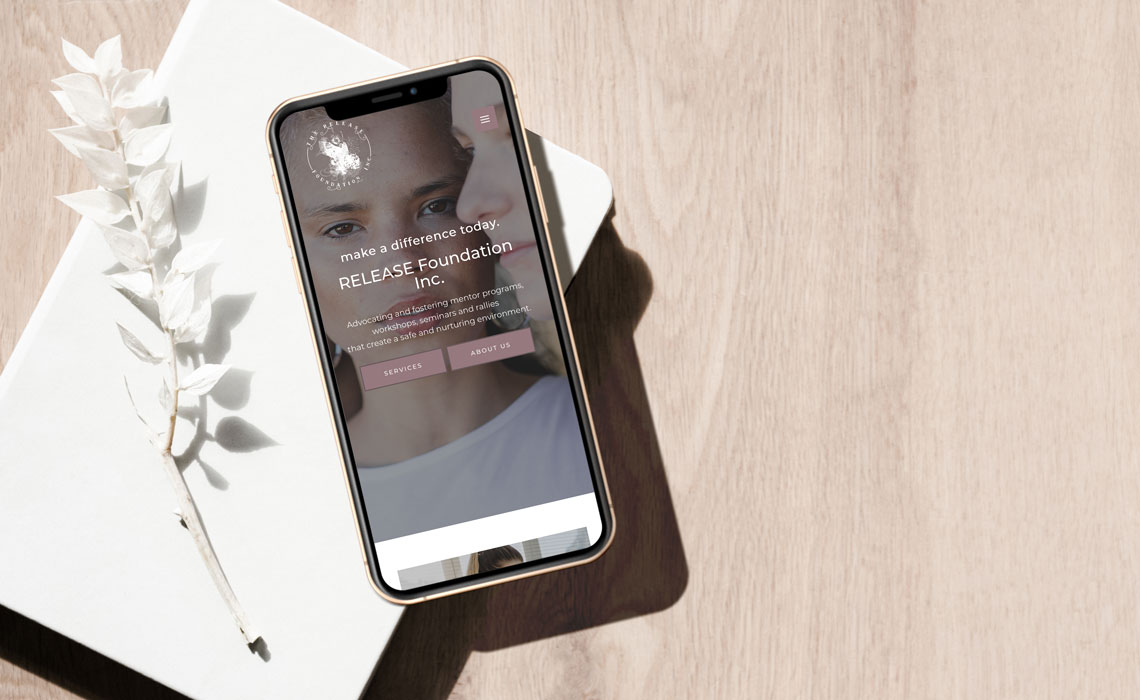 THE RELEASE
FOUNDATION Inc.
make a difference today.
RELEASE Foundation
Inc.
Advocating and fostering mentor programs,
workshops, seminars and rallies
that create a safe and nurturing environment.
SERVICES
ABOUT US